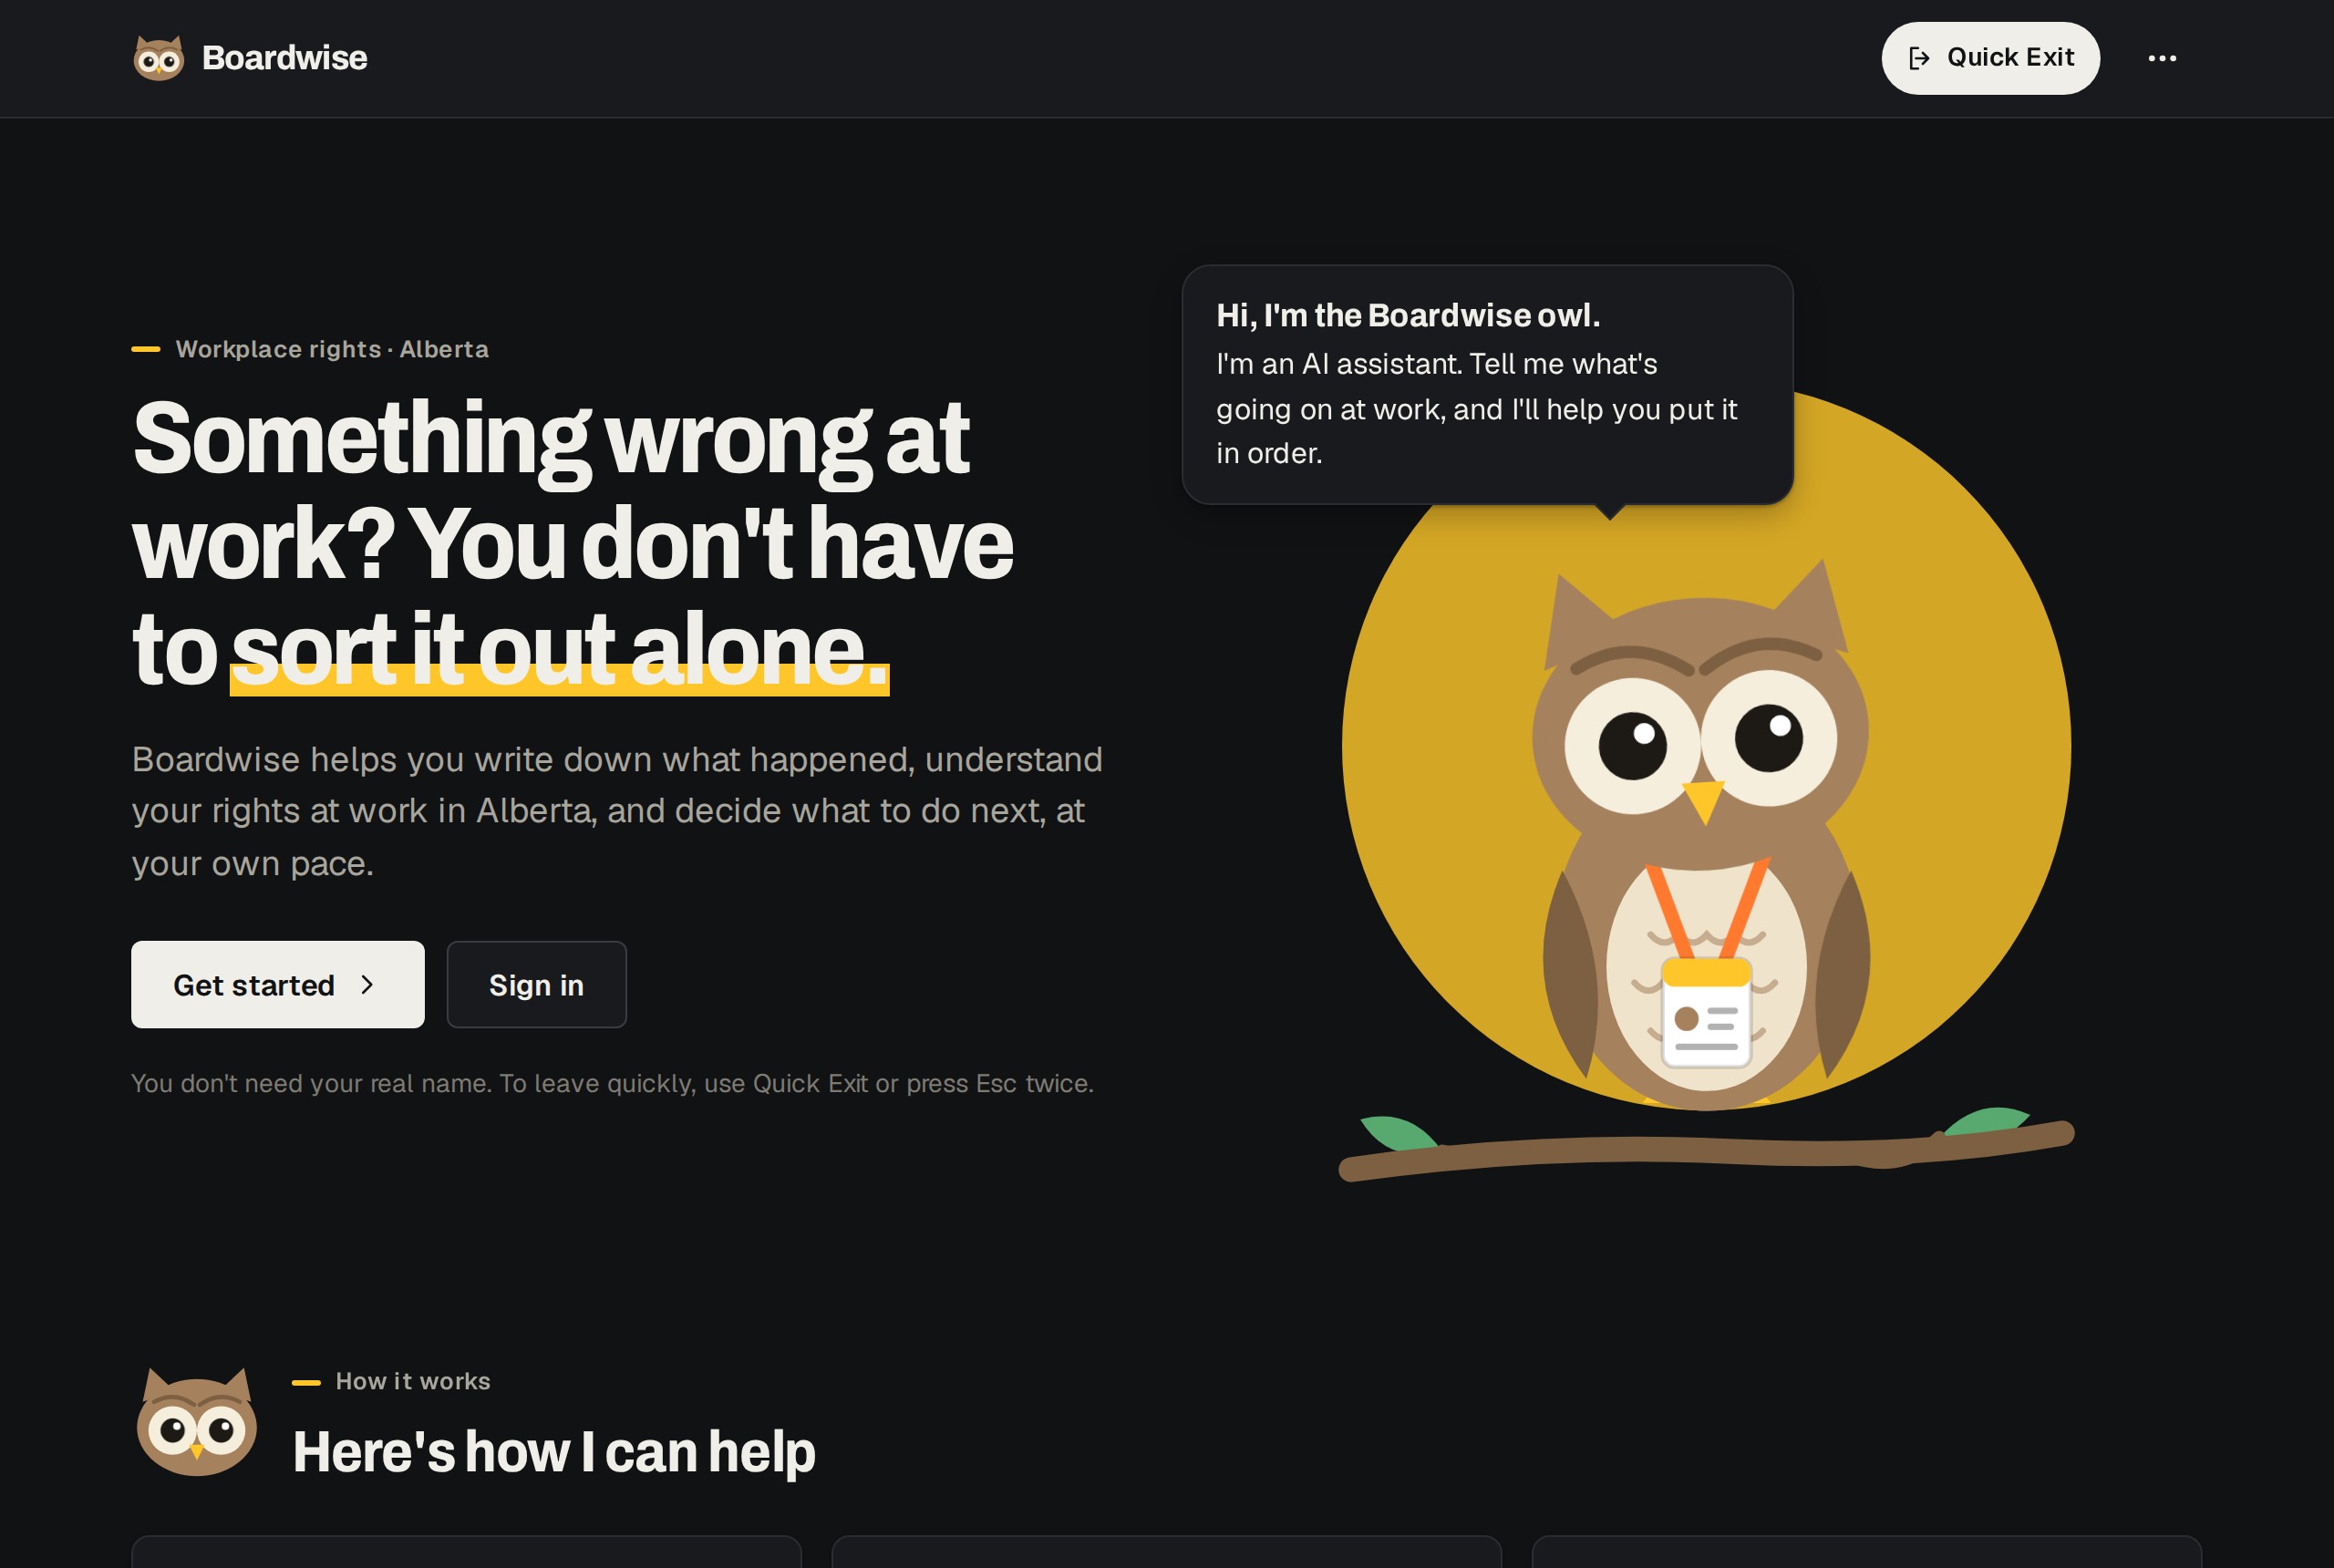 Boardwise
Quick Exit
Workplace rights · Alberta
Something wrong at
work? You don't have
to sort it out alone.
Boardwise helps you write down what happened, understand
your rights at work in Alberta, and decide what to do next, at
your own pace.
Get started
Sign in
You don't need your real name. To leave quickly, use Quick Exit or press Esc twice.
Hi, I'm the Boardwise owl.
I'm an AI assistant. Tell me what's
going on at work, and I'll help you put it
in order.
How it works
Here's how I can help